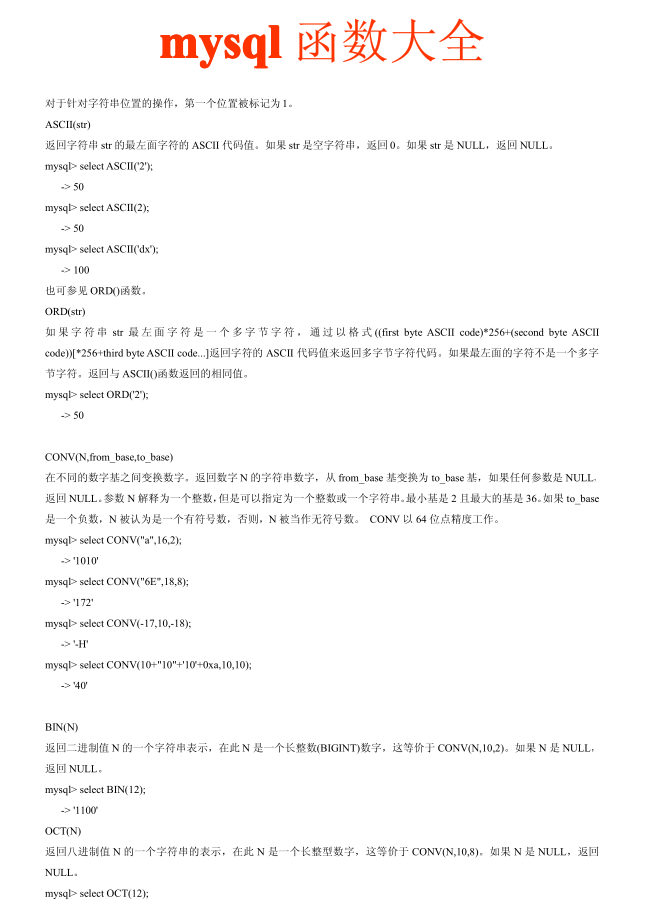 mysql 函数大全
对于针对字符串位置的操作，第一个位置被标记为1。
ASCII(str)
返回字符串 str 的最左面字符的 ASCII 代码值。如果 str 是空字符串，返回 0。如果 str 是 NULL，返回 NULL。
mysql> select ASCII('2');
-> 50
mysql> select ASCII(2);
-> 50
mysql> select ASCII('dx');
-> 100
也可参见 ORD()函数。
ORD(str)
如果字符串 str 最左面字符是一个多字节字符，通过以格式((first byte ASCII code)*256+(second byte ASCII
code))[*256+third byte ASCII code...]返回字符的 ASCII 代码值来返回多字节字符代码。如果最左面的字符不是一个多字
节字符。返回与 ASCII()函数返回的相同值。
mysql> select ORD('2');
-> 50
CONV(N,from_base,to_base)
在不同的数字基之间变换数字。返回数字 N 的字符串数字，从 from_base 基变换为 to_base 基，如果任何参数是 NULL，
返回 NULL。参数 N 解释为一个整数，但是可以指定为一个整数或一个字符串。最小基是 2 且最大的基是 36。如果 to_base
是一个负数，N 被认为是一个有符号数，否则，N 被当作无符号数。 CONV 以 64 位点精度工作。
mysql> select CONV("a",16,2);
-> '1010'
mysql> select CONV("6E",18,8);
-> '172'
mysql> select CONV(-17,10,-18);
-> '-H'
mysql> select CONV(10+"10"+'10'+0xa,10,10);
-> '40'
BIN(N)
返回二进制值 N 的一个字符串表示，在此 N 是一个长整数(BIGINT)数字，这等价于 CONV(N,10,2)。如果 N 是 NULL，
返回 NULL。
mysql> select BIN(12);
-> '1100'
OCT(N)
返回八进制值 N 的一个字符串的表示，在此 N 是一个长整型数字，这等价于 CONV(N,10,8)。如果 N 是 NULL，返回
NULL。
mysql> select OCT(12);